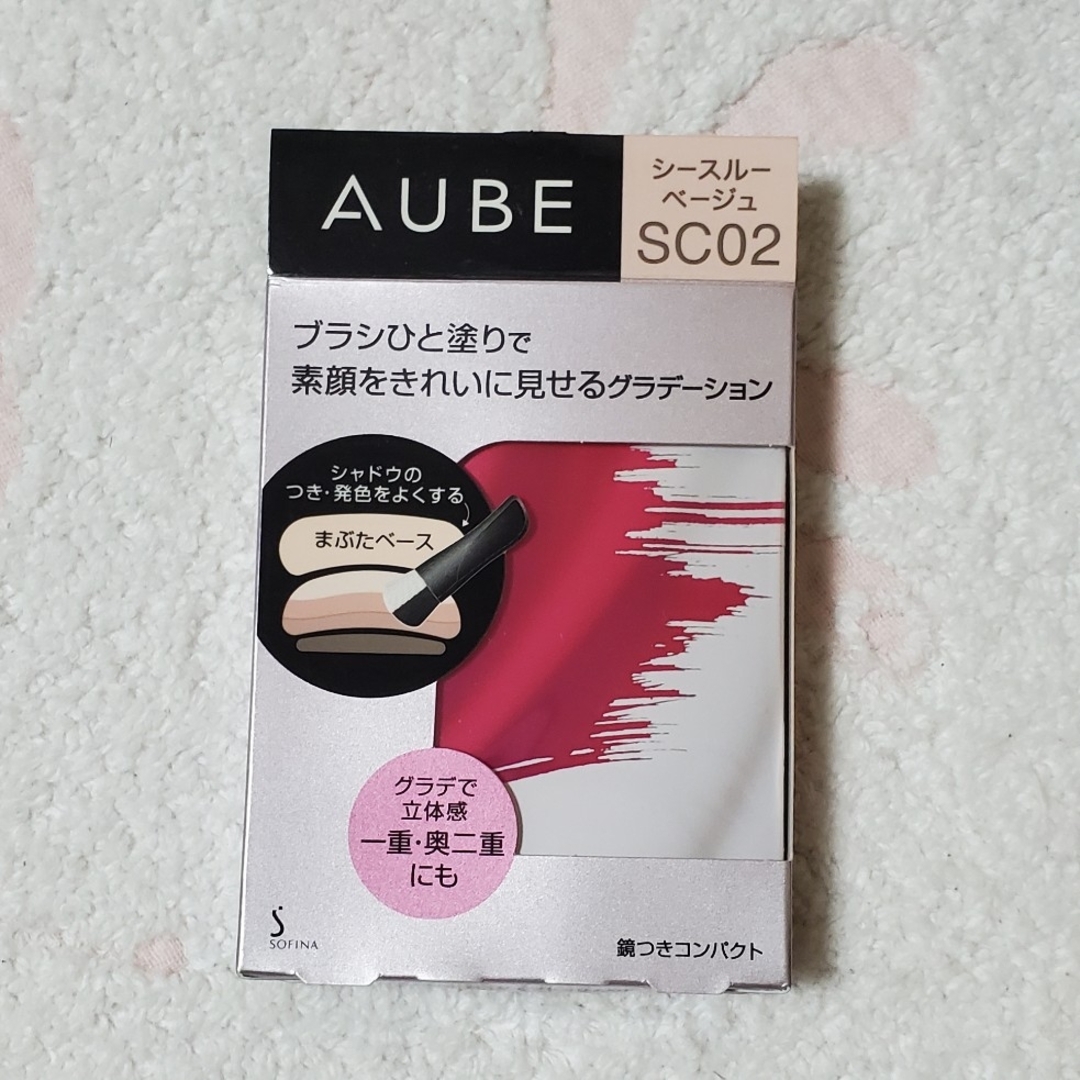 AUBE
シースルー
ベージュ
SC02
ブラシひと塗りで
素顔をきれいに見せるグラデーション
シャドウの
つき・発色をよくする
まぶたベース
グラデで
立体感
一重・奥二重
にも
SOFINA
鏡つきコンパクト